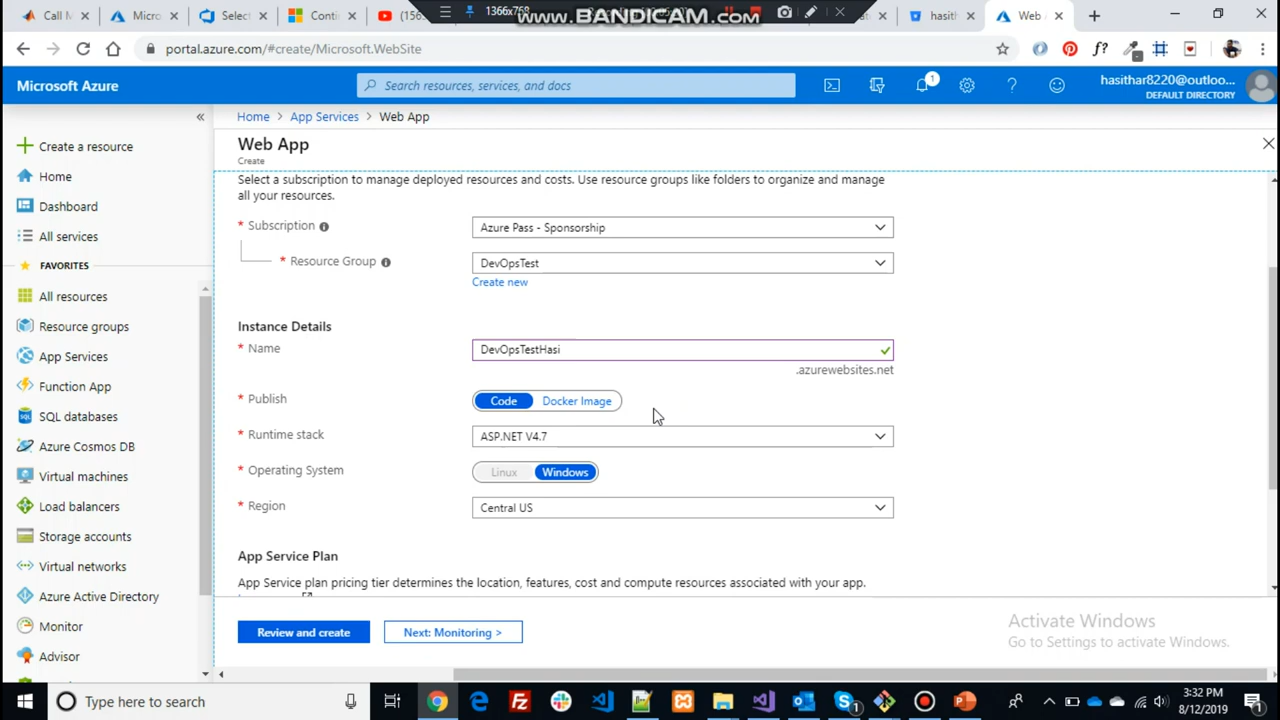 Call M
Micro
Select
Conti
(156
1366x768
www.BANDICAM.com
hasith
Web
portal.azure.com/#create/Microsoft.WebSite
f?
Microsoft Azure
Search resources, services, and docs
1
hasithar8220@outloo...
DEFAULT DIRECTORY
Create a resource
Home
Dashboard
All services
FAVORITES
All resources
Resource groups
App Services
Function App
SQL databases
Azure Cosmos DB
Virtual machines
Load balancers
Storage accounts
Virtual networks
Azure Active Directory
Monitor
Advisor
Home > App Services > Web App
Web App
Create
Select a subscription to manage deployed resources and costs. Use resource groups like folders to organize and manage
all your resources.
* Subscription
Azure Pass - Sponsorship
* Resource Group
DevOpsTest
Create new
Instance Details
* Name
DevOpsTestHasi
.azurewebsites.net
* Publish
Code Docker Image
* Runtime stack
ASP.NET V4.7
* Operating System
Linux Windows
* Region
Central US
App Service Plan
App Service plan pricing tier determines the location, features, cost and compute resources associated with your app.
Review and create
Next: Monitoring >
Activate Windows
Go to Settings to activate Windows.
Type here to search
3:32 PM
8/12/2019